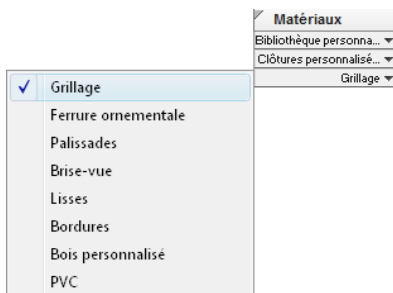 Matériaux
Bibliothèque personna...
Clôtures personnalisé...
Grillage
Grillage
Ferrure ornementale
Palissades
Brise-vue
Lisses
Bordures
Bois personnalisé
PVC